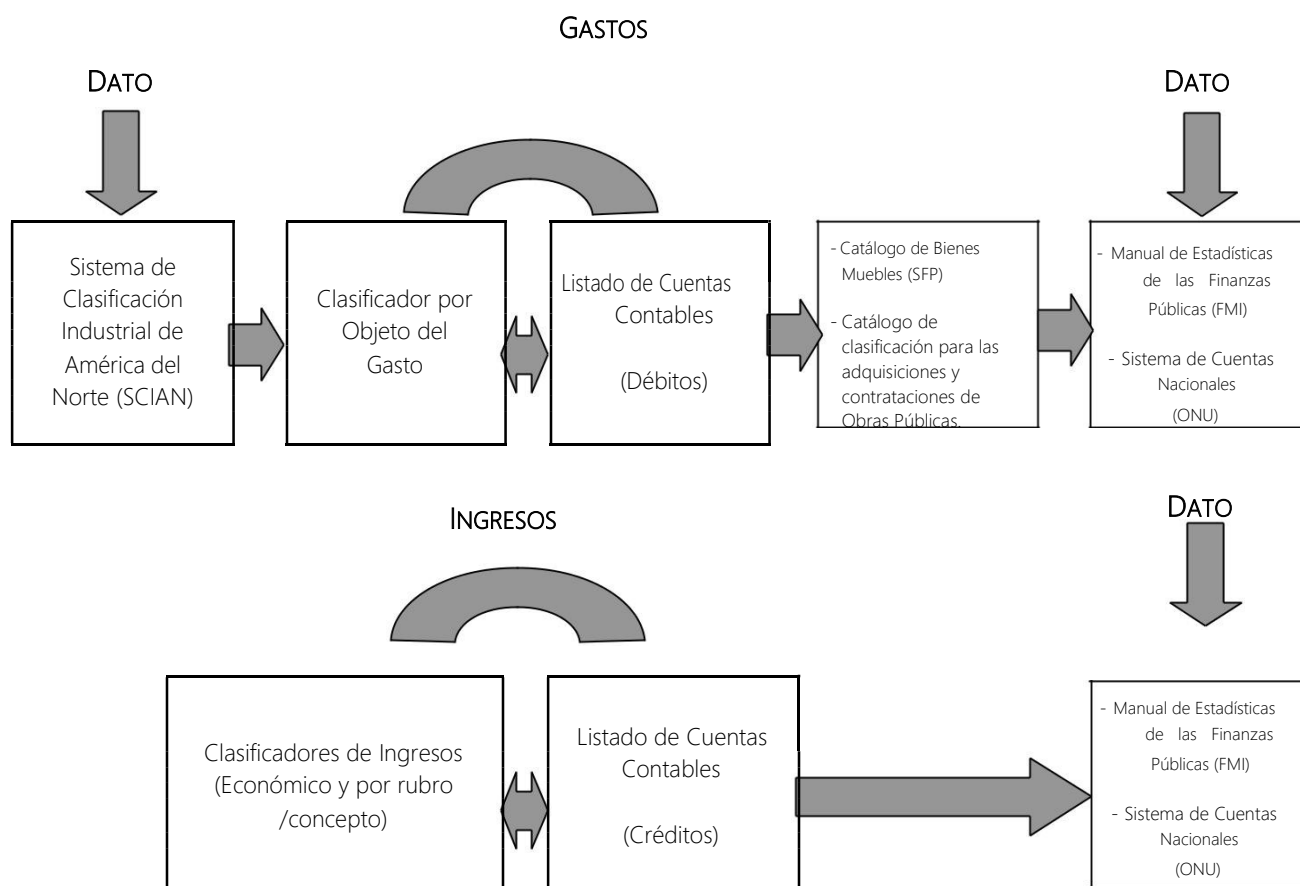 GASTOS
DATO
DATO
Sistema de
Clasificación
Industrial de
América del
Norte (SCIAN)
Clasificador por
Objeto del
Gasto
Listado de Cuentas
Contables
(Débitos)
- Catálogo de Bienes
Muebles (SFP)
- Catálogo de
clasificación para las
adquisiciones y
contrataciones de
Obras Públicas.
- Manual de Estadísticas
de las Finanzas
Públicas (FMI)
- Sistema de Cuentas
Nacionales
(ONU)
INGRESOS
DATO
Clasificadores de Ingresos
(Económico y por rubro
/concepto)
Listado de Cuentas
Contables
(Créditos)
- Manual de Estadísticas
de las Finanzas
Públicas (FMI)
- Sistema de Cuentas
Nacionales
(ONU)